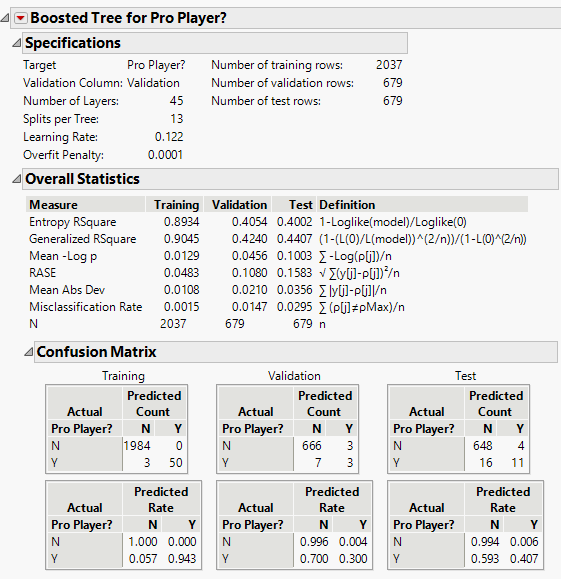 Boosted Tree for Pro Player?
Specifications
Target Pro Player? Number of training rows: 2037
Validation Column: Validation Number of validation rows: 679
Number of Layers: 45 Number of test rows: 679
Splits per Tree: 13
Learning Rate: 0.122
Overfit Penalty: 0.0001
Overall Statistics
Measure Training Validation Test Definition
Entropy RSquare 0.8934 0.4054 0.4002 1-Loglike(model)/Loglike(0)
Generalized RSquare 0.9045 0.4240 0.4407 (1-(L(0)/L(model))^(2/n))/(1-L(0)^(2/n))
Mean -Log p 0.0129 0.0456 0.1003 ∑ -Log(ρ[j])/n
RASE 0.0483 0.1080 0.1583 √ ∑(y[j]-ρ[j])²/n
Mean Abs Dev 0.0108 0.0210 0.0356 ∑ |y[j]-ρ[j]|/n
Misclassification Rate 0.0015 0.0147 0.0295 ∑ (ρ[j]≠ρMax)/n
N 2037 679 679 n
Confusion Matrix
Training Validation Test
Predicted Predicted Predicted
Actual Count Actual Count Actual Count
Pro Player? N Y Pro Player? N Y Pro Player? N Y
N 1984 0 N 666 3 N 648 4
Y 3 50 Y 7 3 Y 16 11
Predicted Predicted Predicted
Actual Rate Actual Rate Actual Rate
Pro Player? N Y Pro Player? N Y Pro Player? N Y
N 1.000 0.000 N 0.996 0.004 N 0.994 0.006
Y 0.057 0.943 Y 0.700 0.300 Y 0.593 0.407